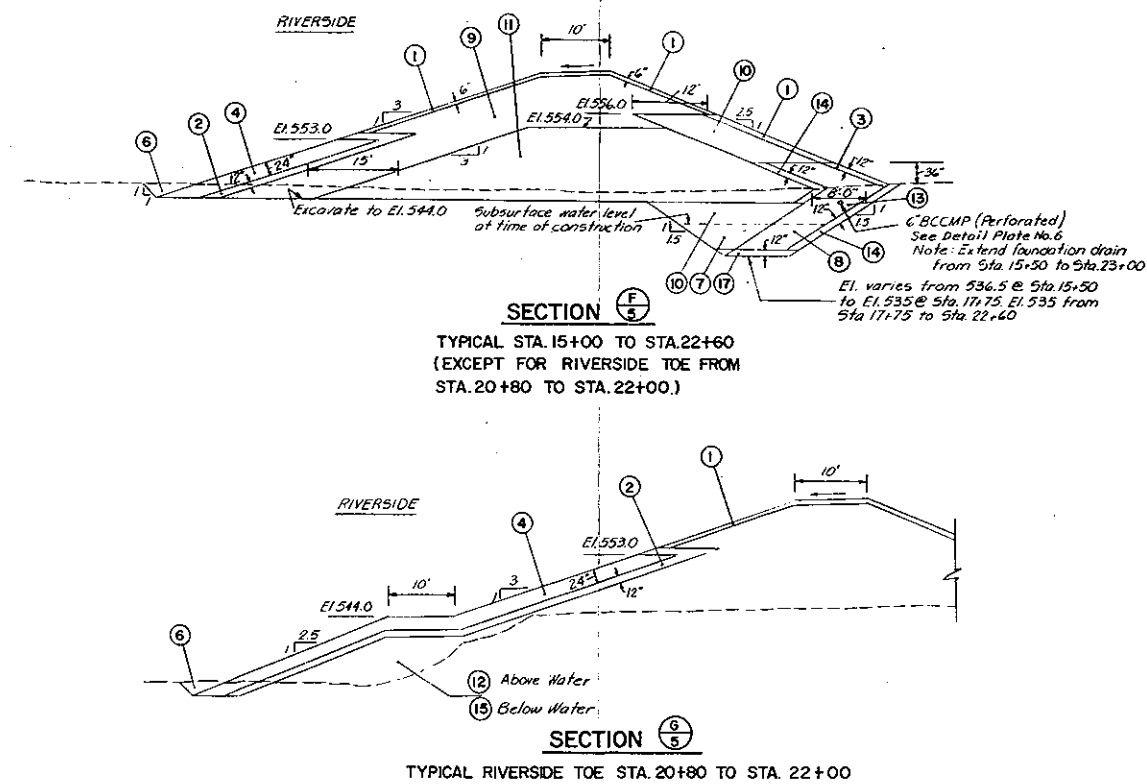 RIVERSIDE
10'
11
9
1
6"
1
6"
12'
10
1
14
3
2.5
1
El.556.0
El.554.0
2
3
1
El.553.0
4
2
6
24"
12"
15'
3
1
12"
12"
36"
8'-0"
13
1
1
Excavate to El.544.0
Subsurface water level
at time of construction
1
1.5
12"
12"
1
1.5
6"BCCMP (Perforated)
See Detail Plate No.6
Note: Extend foundation drain
from Sta. 15+50 to Sta.23+00
10
7
17
8
14
El. varies from 536.5 @ Sta.15+50
to El.535 @ Sta. 17+75. El. 535 from
Sta 17+75 to Sta. 22+60
SECTION F
5
TYPICAL STA.15+00 TO STA.22+60
(EXCEPT FOR RIVERSIDE TOE FROM
STA.20+80 TO STA.22+00.)
RIVERSIDE
1
10'
2
4
El.553.0
3
1
24"
12"
10'
El.544.0
2.5
1
6
12 Above Water
15 Below Water
SECTION G
5
TYPICAL RIVERSIDE TOE STA.20+80 TO STA. 22+00